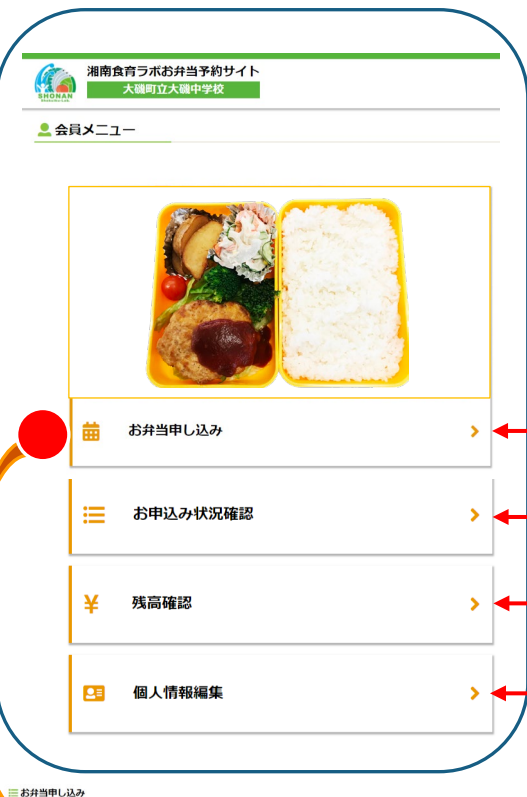 湘南食育ラボお弁当予約サイト
SHONAN
大磯町立大磯中学校
会員メニュー
お弁当申し込み
お申込み状況確認
¥ 残高確認
個人情報編集
お弁当申し込み